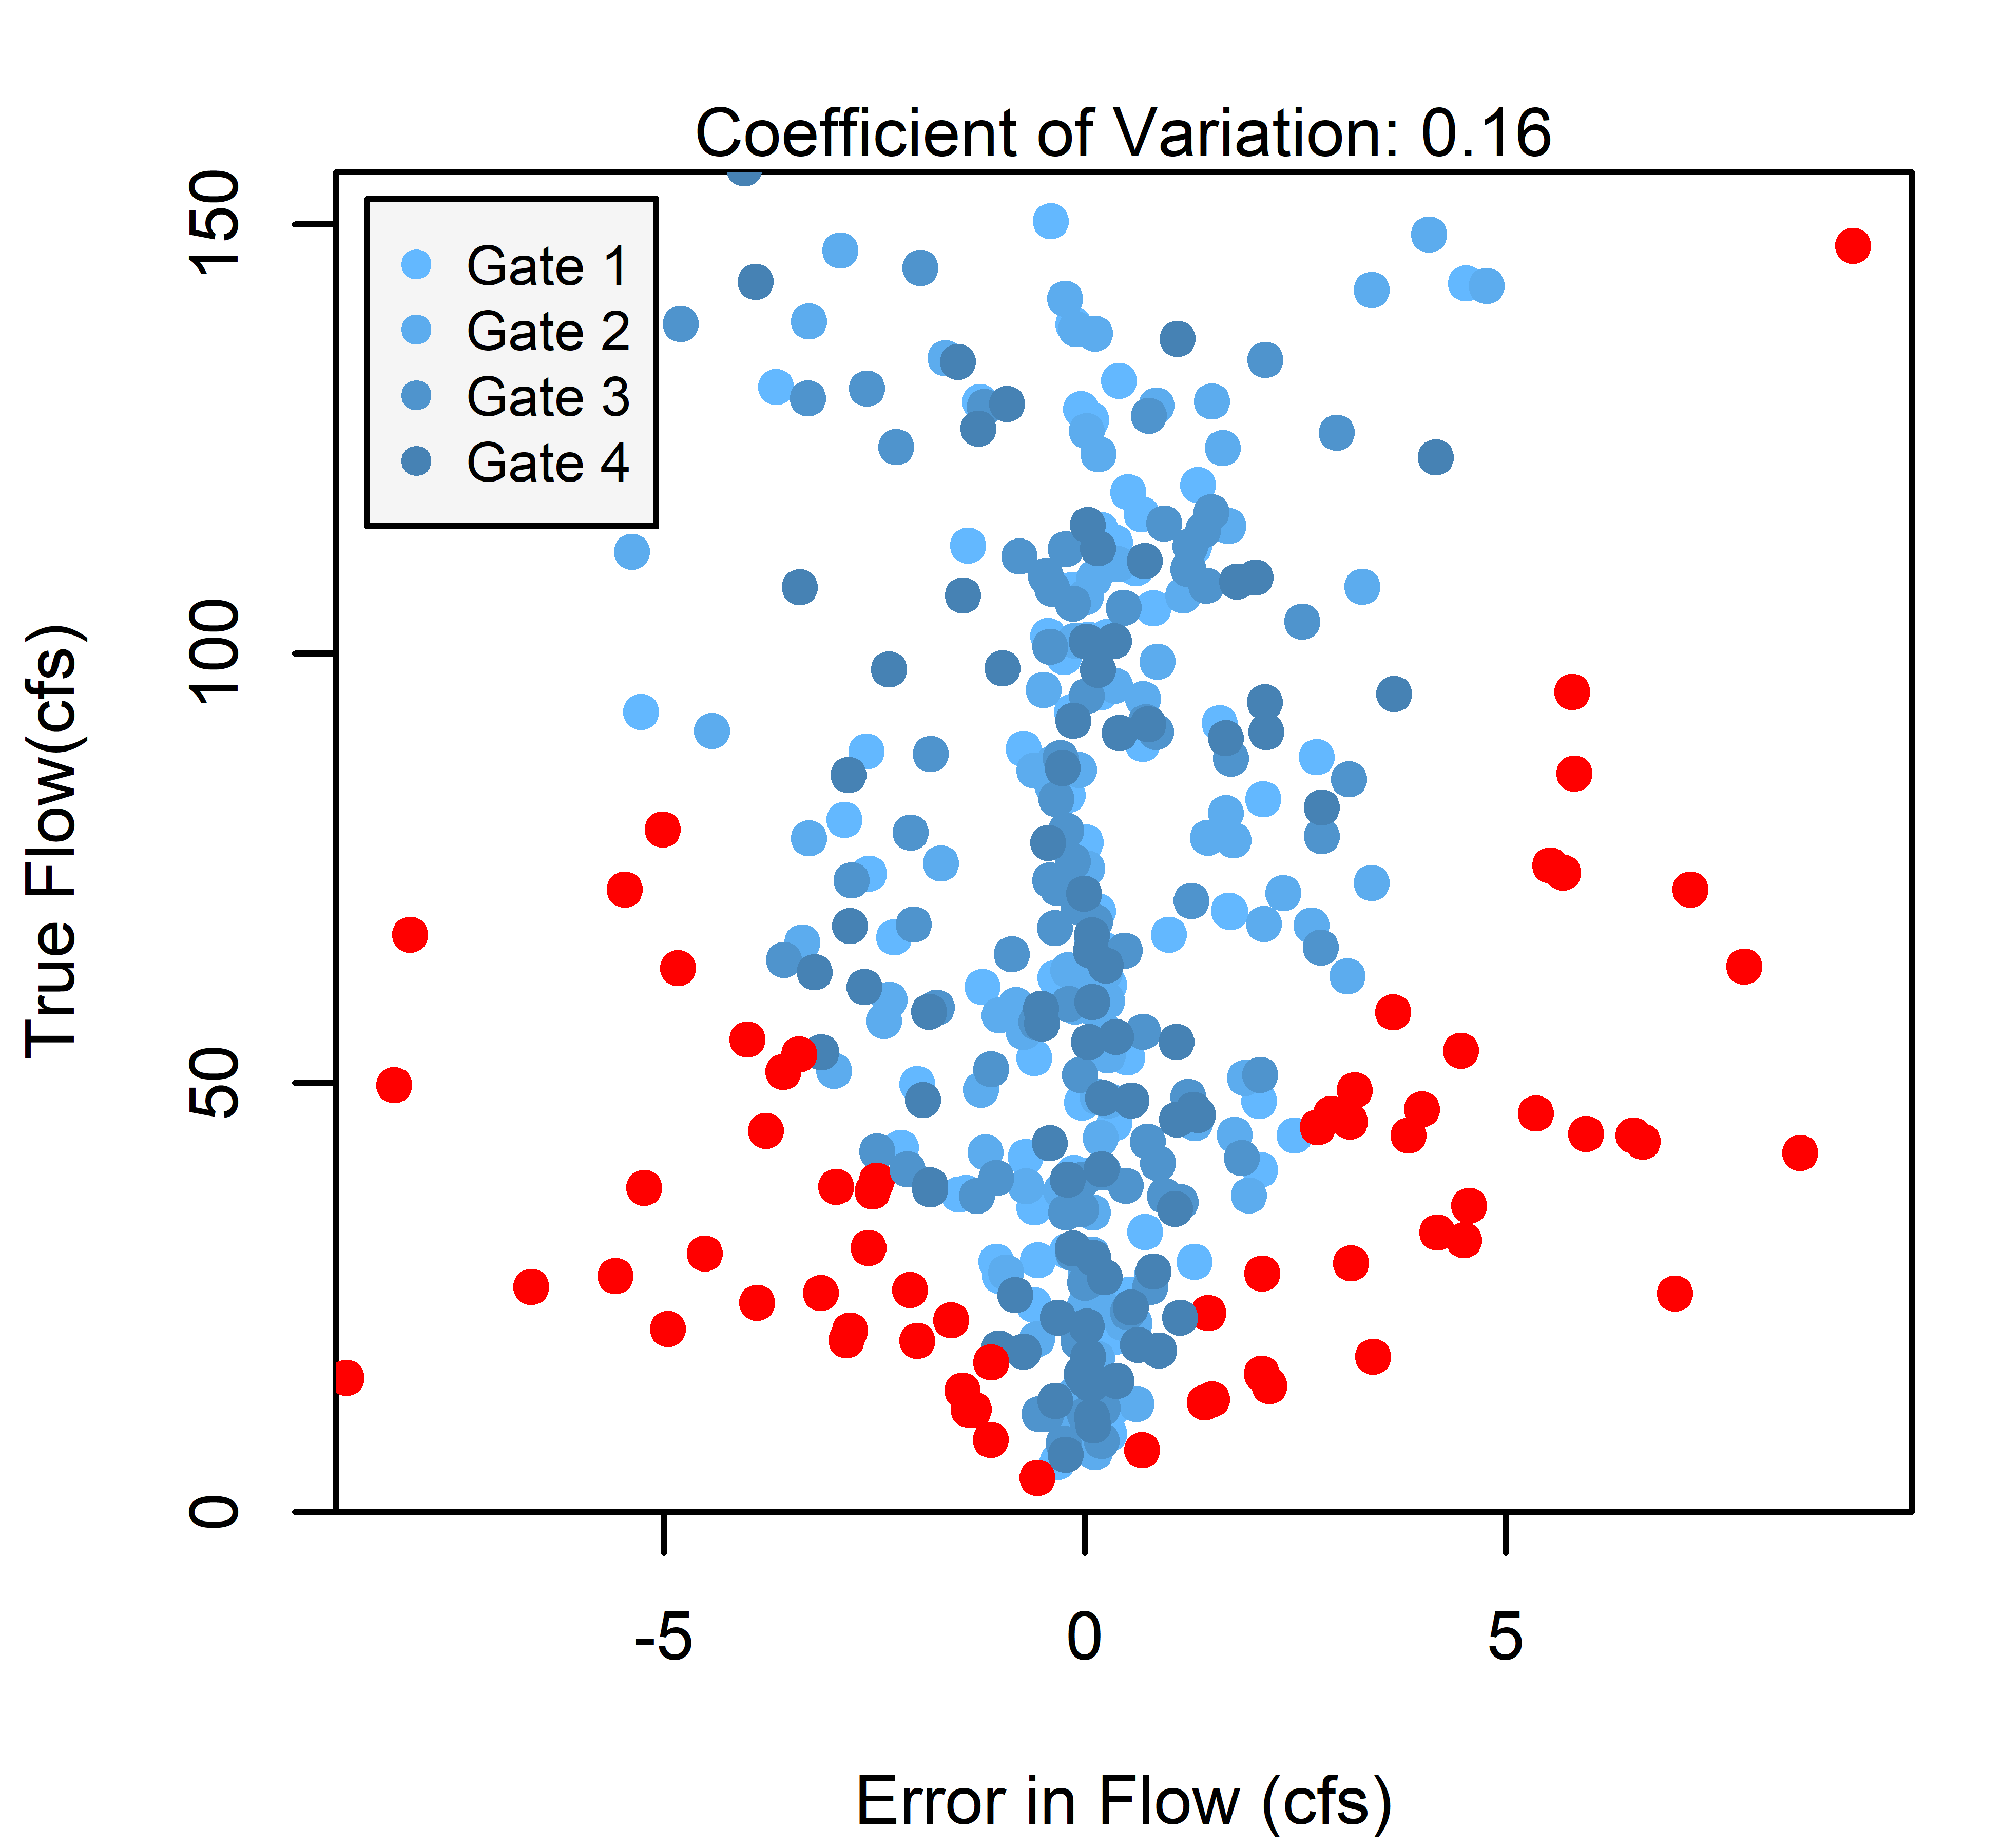 Coefficient of Variation: 0.16
Gate 1
Gate 2
Gate 3
Gate 4
True Flow(cfs)
150
100
50
0
-5 0 5
Error in Flow (cfs)